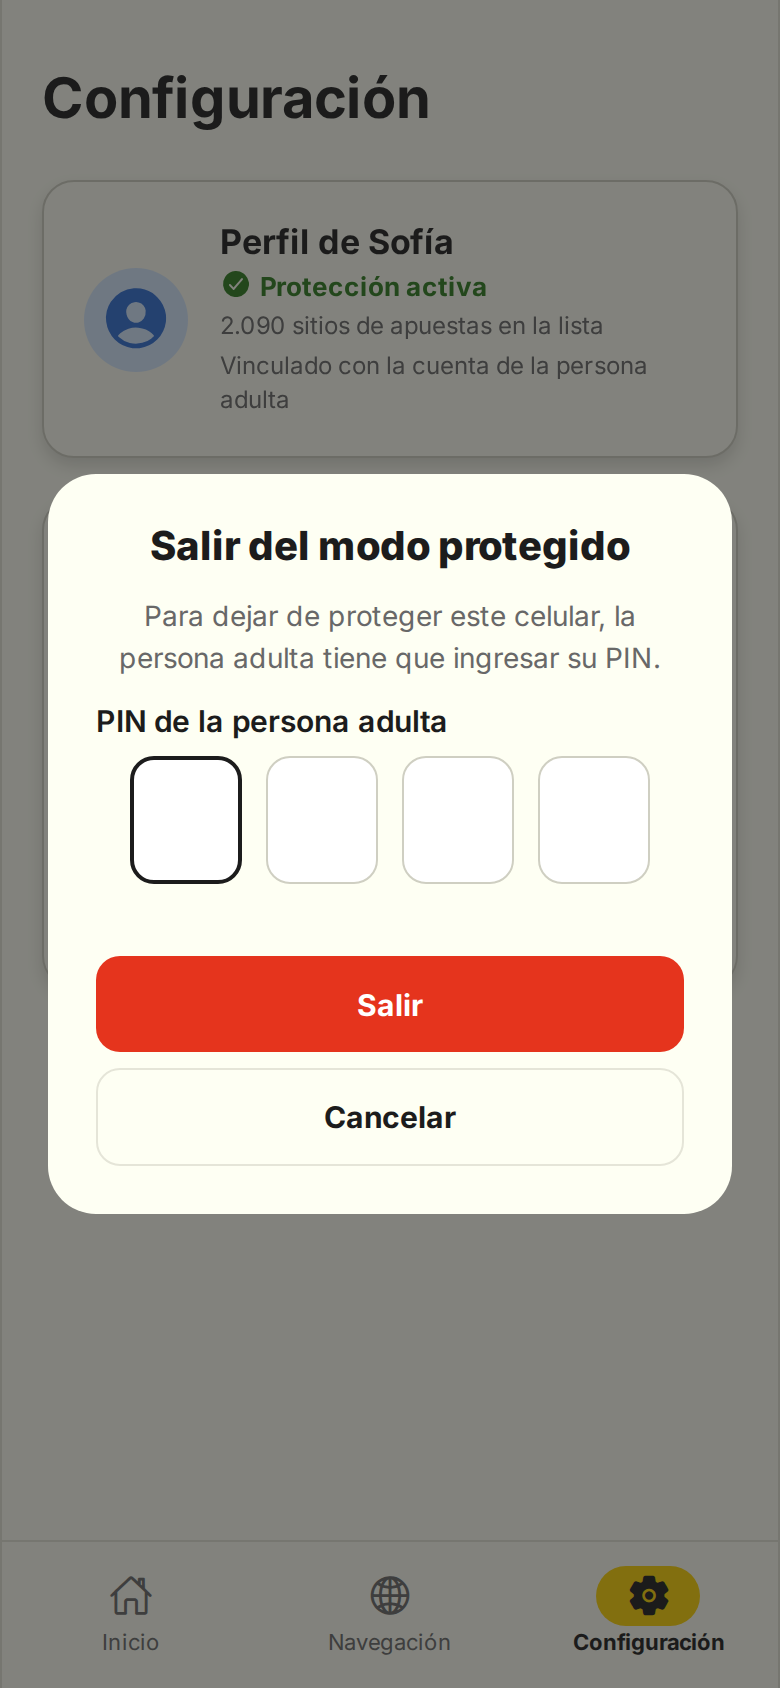 Configuración
Perfil de Sofía
Protección activa
2.090 sitios de apuestas en la lista
Vinculado con la cuenta de la persona
adulta
Salir del modo protegido
Para dejar de proteger este celular, la
persona adulta tiene que ingresar su PIN.
PIN de la persona adulta
Salir
Cancelar
Inicio
Navegación
Configuración